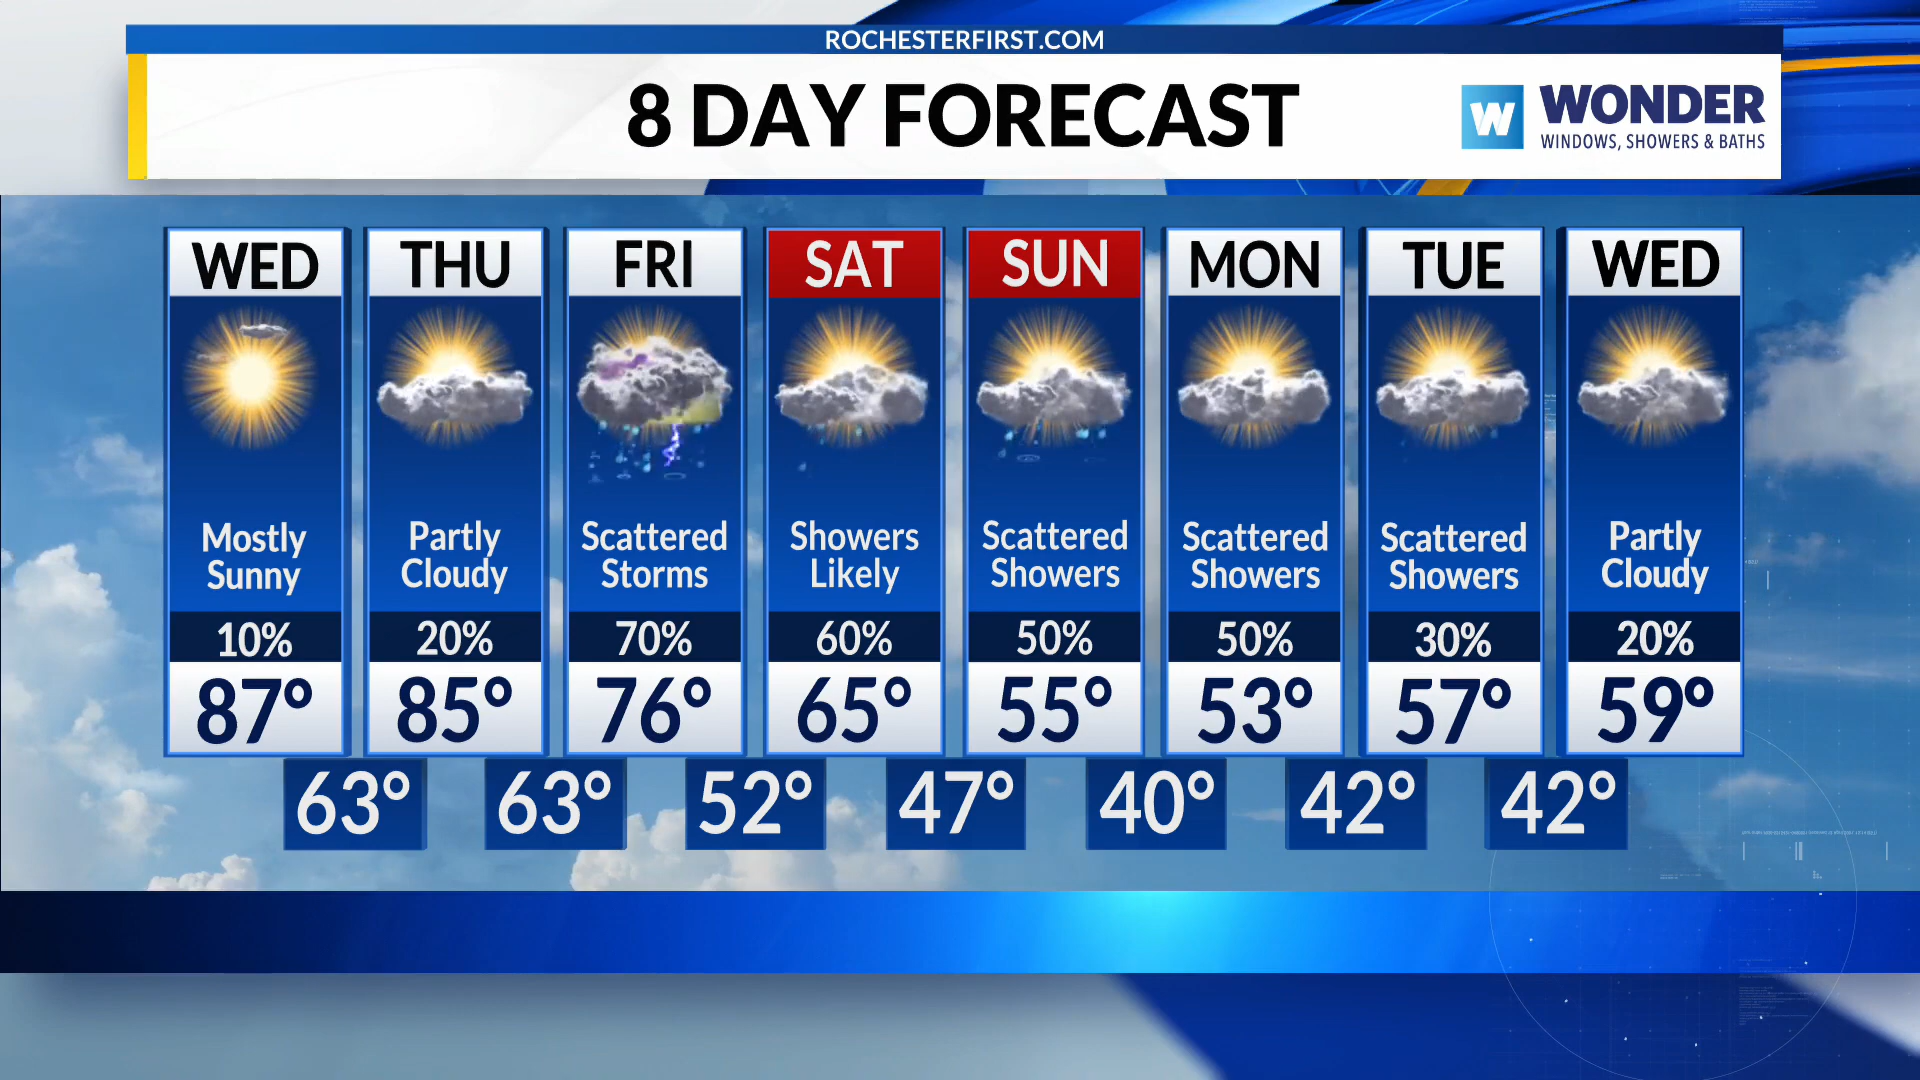 ROCHESTERFIRST.COM
8 DAY FORECAST
W WONDER
WINDOWS, SHOWERS & BATHS
WED THU FRI SAT SUN MON TUE WED
Mostly Partly Scattered Showers Scattered Scattered Scattered Partly
Sunny Cloudy Storms Likely Showers Showers Showers Cloudy
10% 20% 70% 60% 50% 50% 30% 20%
87° 85° 76° 65° 55° 53° 57° 59°
63° 63° 52° 47° 40° 42° 42°